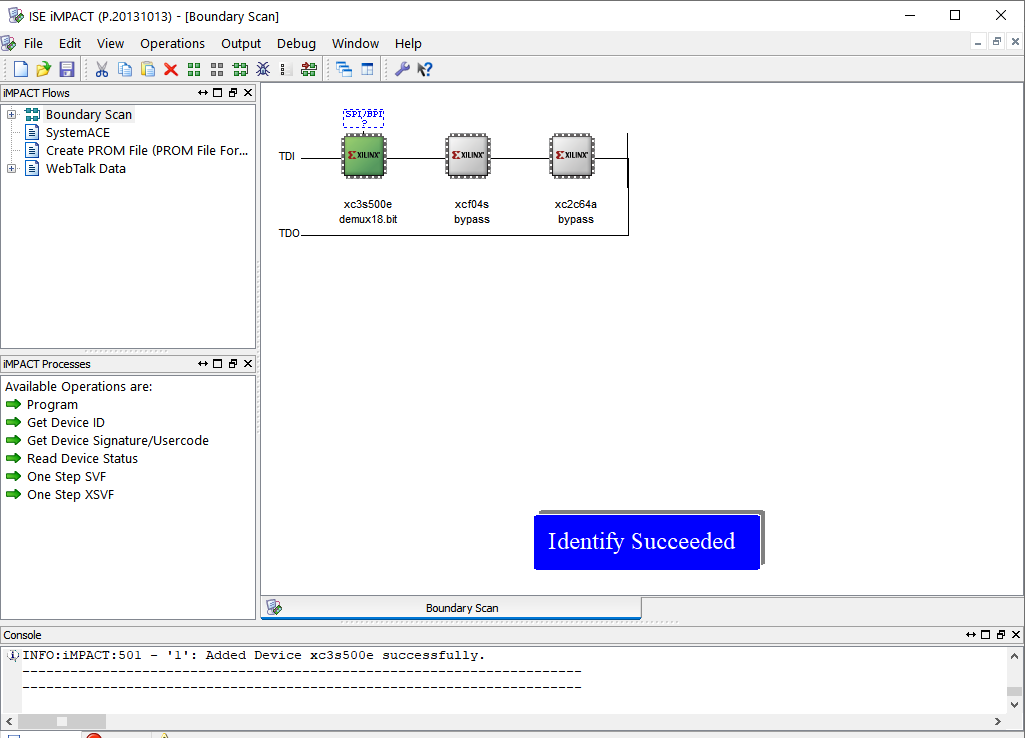 ISE iMPACT (P.20131013) - [Boundary Scan]
File Edit View Operations Output Debug Window Help
iMPACT Flows
Boundary Scan
SystemACE
Create PROM File (PROM File For...
WebTalk Data
SPI/BPI
?
TDI
XILINX XILINX XILINX
xc3s500e xcf04s xc2c64a
demux18.bit bypass bypass
TDO
iMPACT Processes
Available Operations are:
Program
Get Device ID
Get Device Signature/Usercode
Read Device Status
One Step SVF
One Step XSVF
Identify Succeeded
Boundary Scan
Console
INFO:iMPACT:501 - '1': Added Device xc3s500e successfully.
----------------------------------------------------------------------
----------------------------------------------------------------------